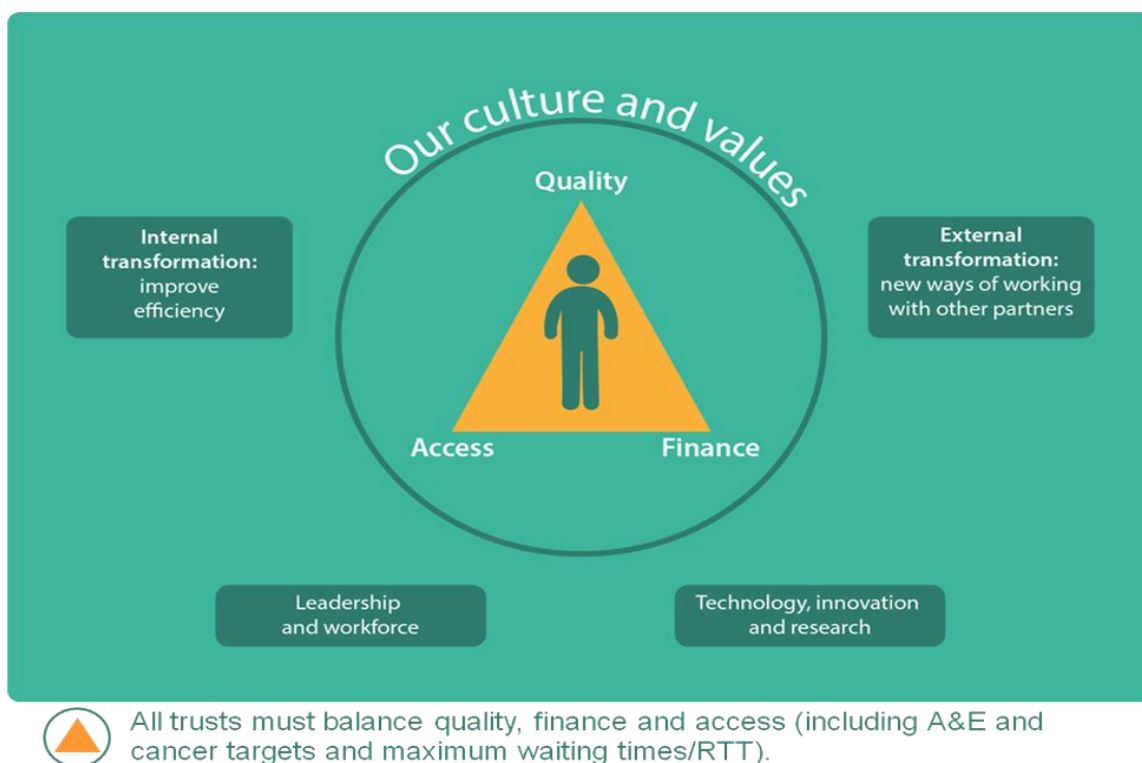 Our culture and values
Quality
Internal
transformation:
improve
efficiency
External
transformation:
new ways of working
with other partners
Access
Finance
Leadership
and workforce
Technology, innovation
and research
All trusts must balance quality, finance and access (including A&E and
cancer targets and maximum waiting times/RTT).